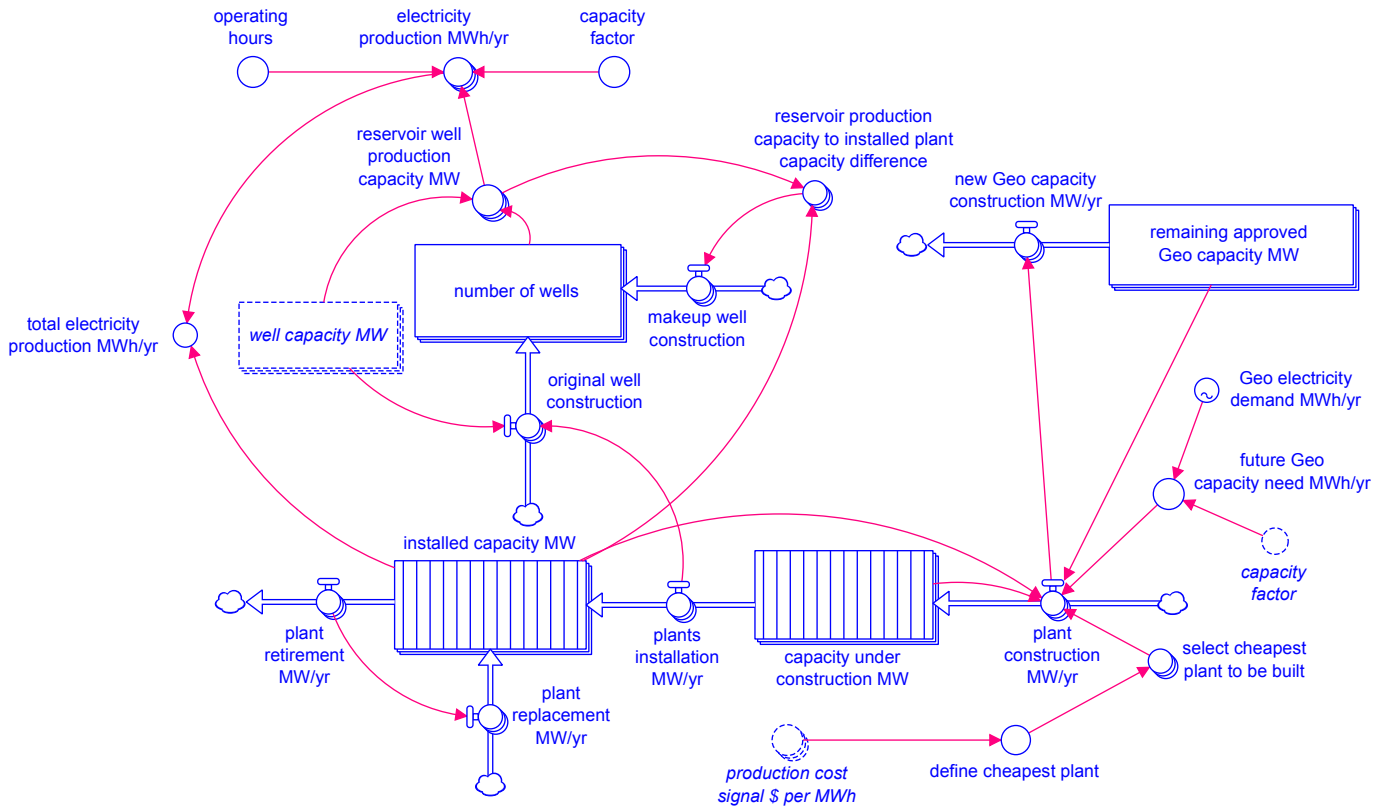 operating
hours
electricity
production MWh/yr
capacity
factor
reservoir well
production
capacity MW
reservoir production
capacity to installed plant
capacity difference
new Geo capacity
construction MW/yr
remaining approved
Geo capacity MW
number of wells
well capacity MW
makeup well
construction
total electricity
production MWh/yr
original well
construction
Geo electricity
demand MWh/yr
future Geo
capacity need MWh/yr
capacity
factor
installed capacity MW
plant
retirement
MW/yr
plants
installation
MW/yr
capacity under
construction MW
plant
construction
MW/yr
select cheapest
plant to be built
plant
replacement
MW/yr
production cost
signal $ per MWh
define cheapest plant